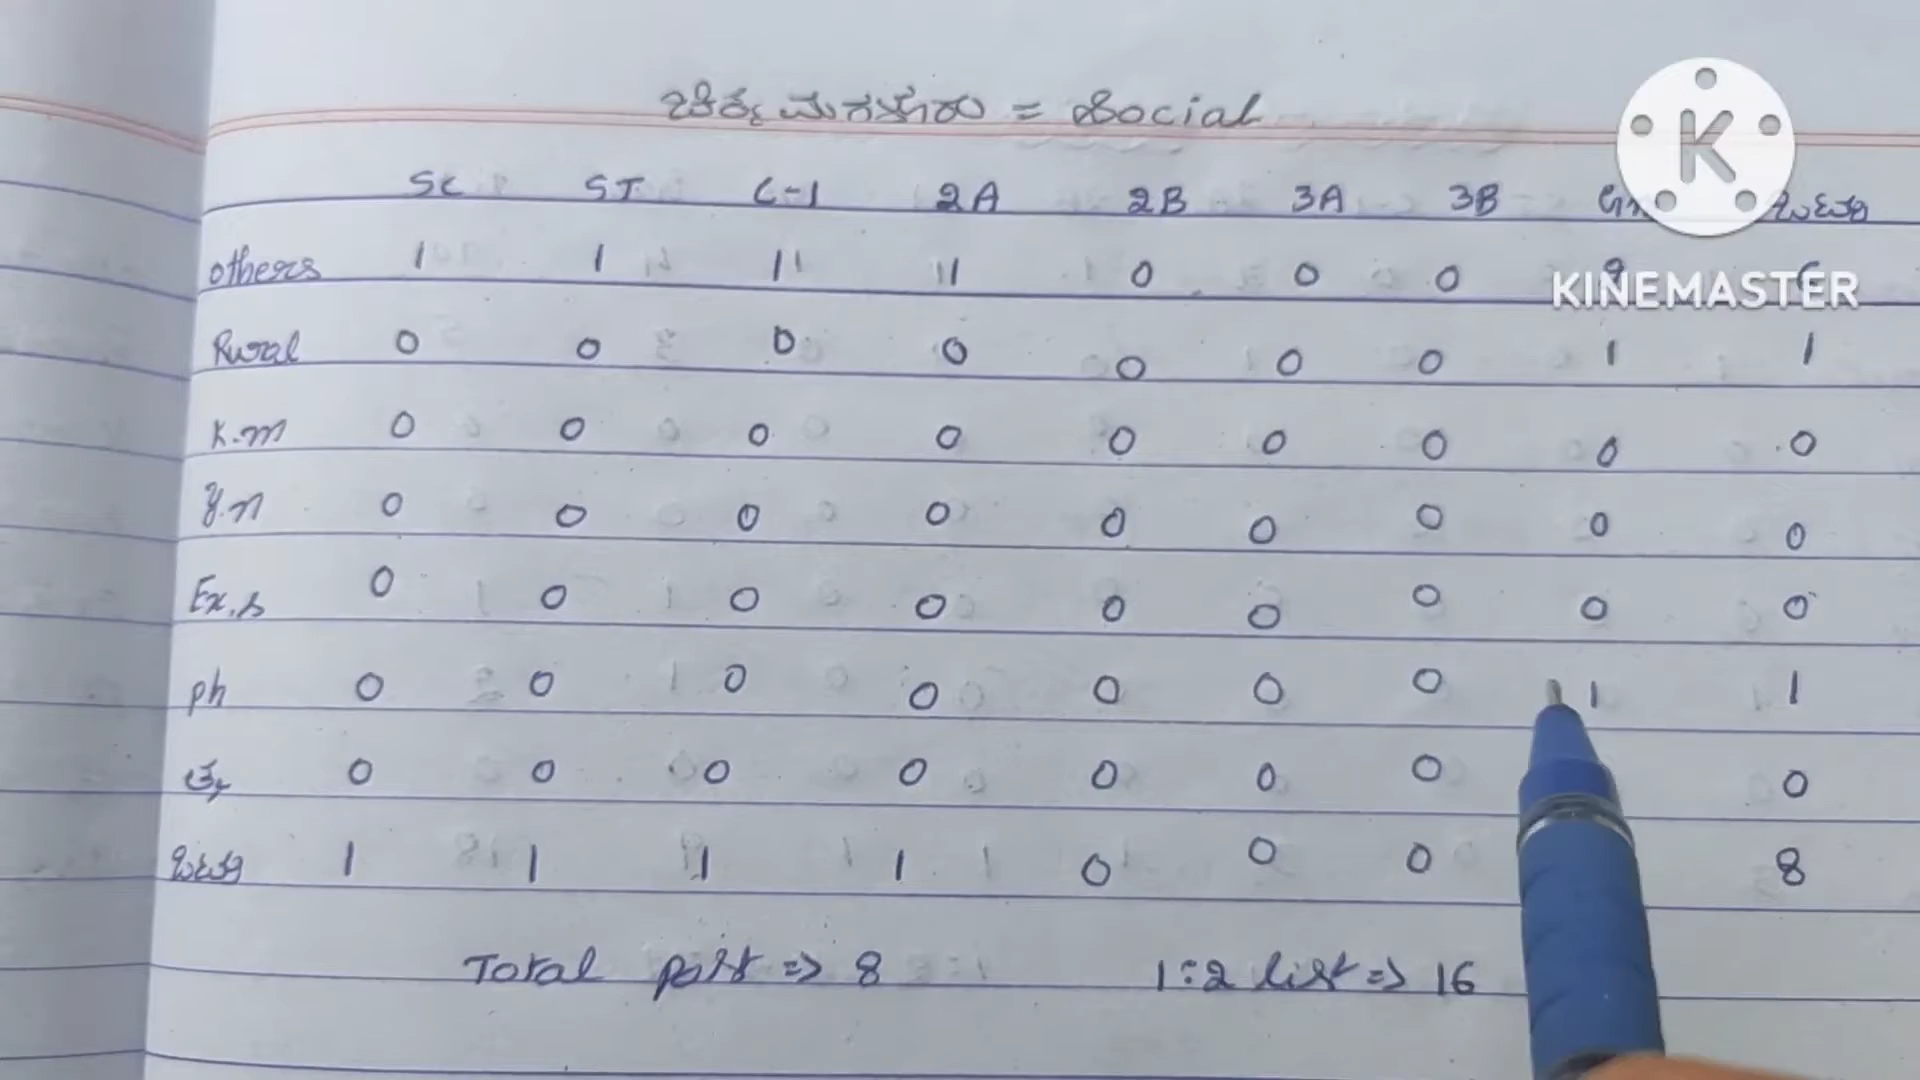 ಚಿಕ್ಕಮಗಳೂರು = Social
SC ST C-1 2A 2B 3A 3B
others 1 1 1 1 0 0 0
KINEMASTER
Rural 0 0 0 0 0 0 0 1 1
K.m 0 0 0 0 0 0 0 0 0
0 0 0 0 0 0 0 0 0
Ex.s 0 0 0 0 0 0 0 0 0
ph 0 0 0 0 0 0 0 1 1
0 0 0 0 0 0 0 0
ಒಟ್ಟು 1 1 1 1 0 0 0 8
Total post => 8 1:2 list => 16